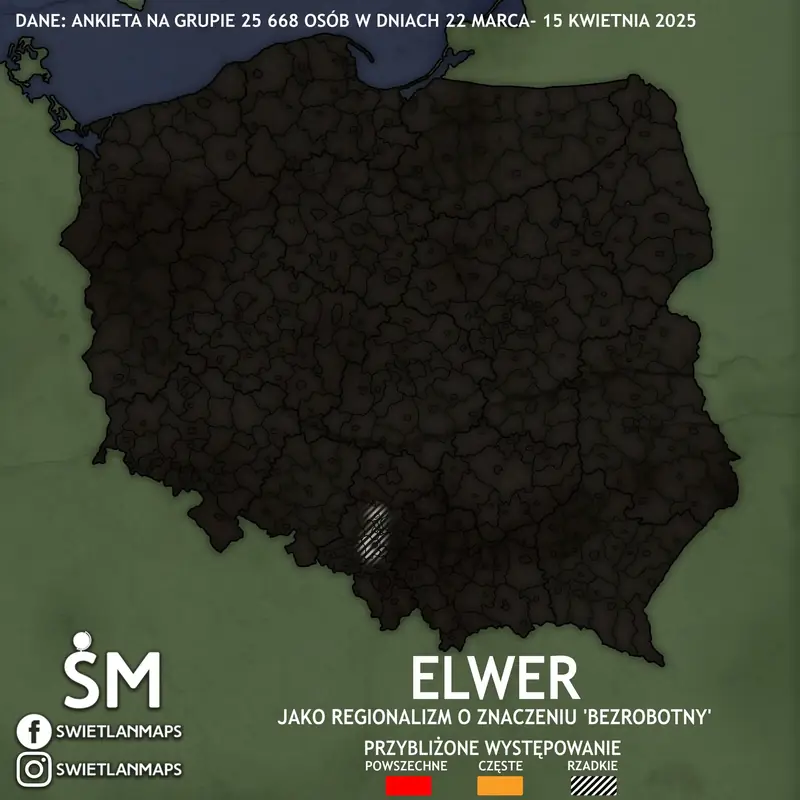 DANE: ANKIETA NA GRUPIE 25 668 OSÓB W DNIACH 22 MARCA- 15 KWIETNIA 2025
ŚM
SWIETLANMAPS
SWIETLANMAPS
ELWER
JAKO REGIONALIZM O ZNACZENIU 'BEZROBOTNY'
PRZYBLIŻONE WYSTĘPOWANIE
POWSZECHNE CZĘSTE RZADKIE